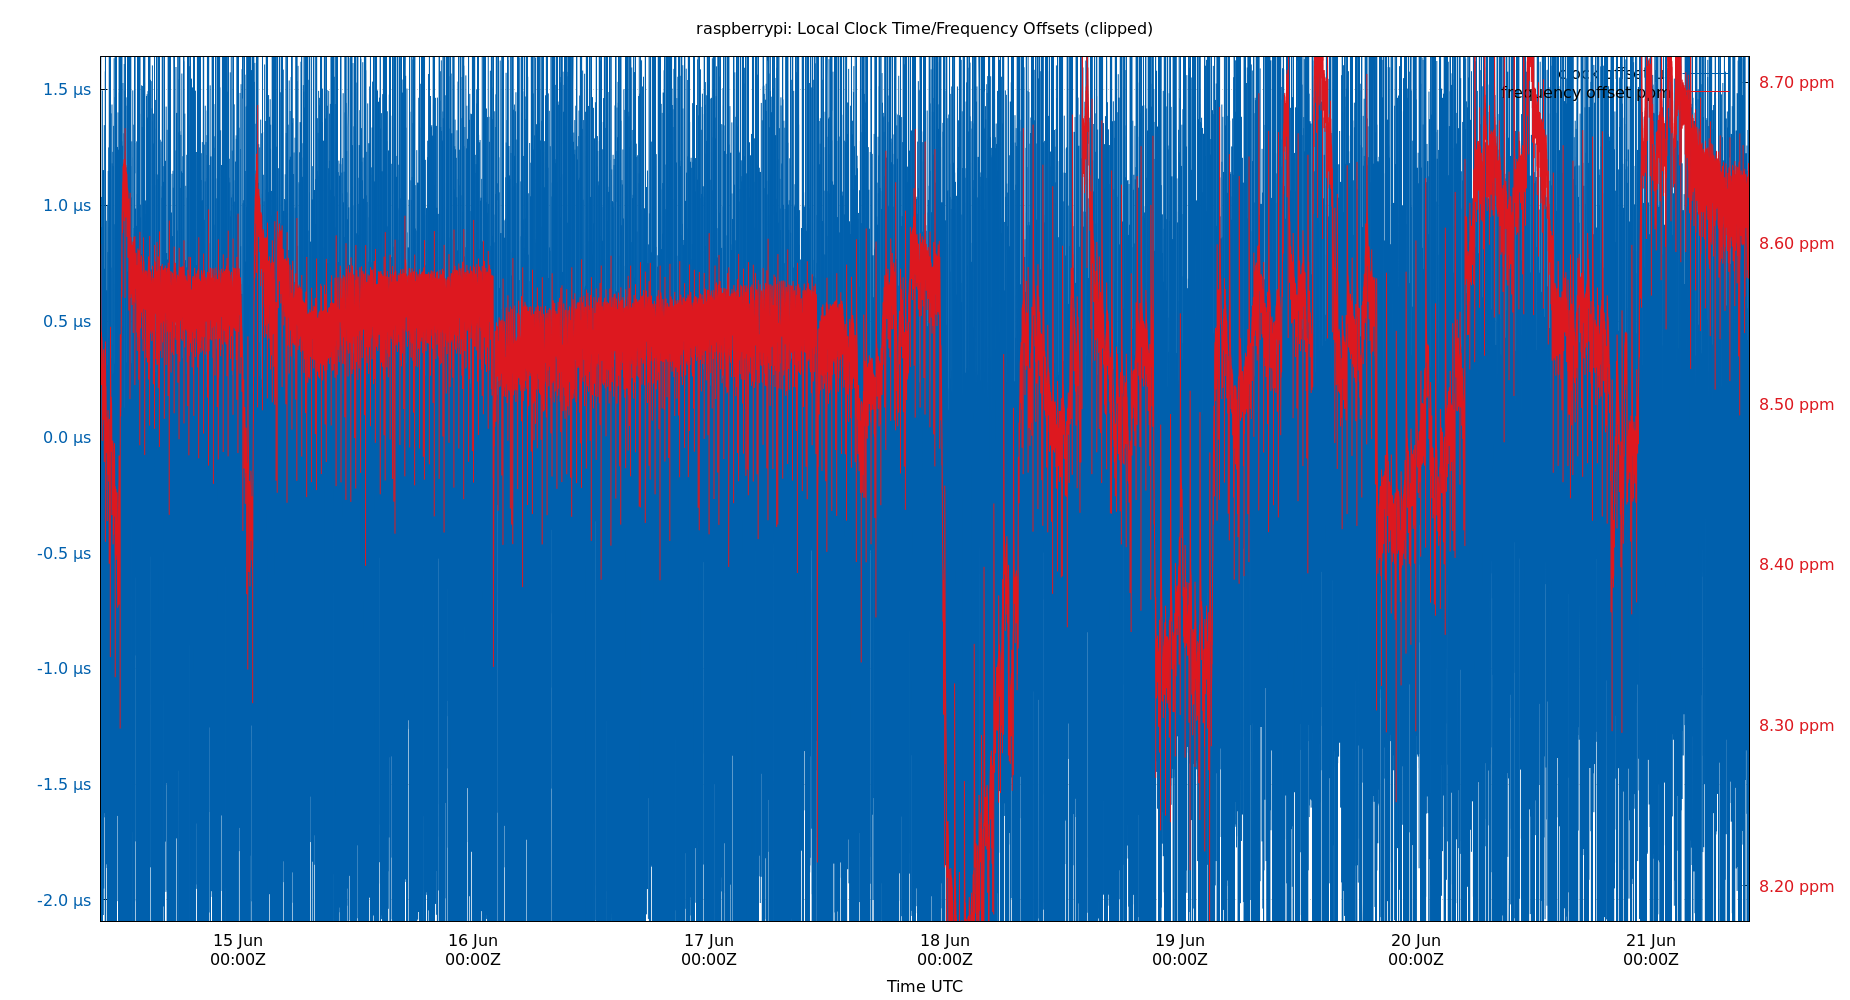 raspberrypi: Local Clock Time/Frequency Offsets (clipped)
1.5 µs
1.0 µs
0.5 µs
0.0 µs
-0.5 µs
-1.0 µs
-1.5 µs
-2.0 µs
clock offset
frequency offset ppm
8.70 ppm
8.60 ppm
8.50 ppm
8.40 ppm
8.30 ppm
8.20 ppm
15 Jun 16 Jun 17 Jun 18 Jun 19 Jun 20 Jun 21 Jun
00:00Z 00:00Z 00:00Z 00:00Z 00:00Z 00:00Z 00:00Z
Time UTC